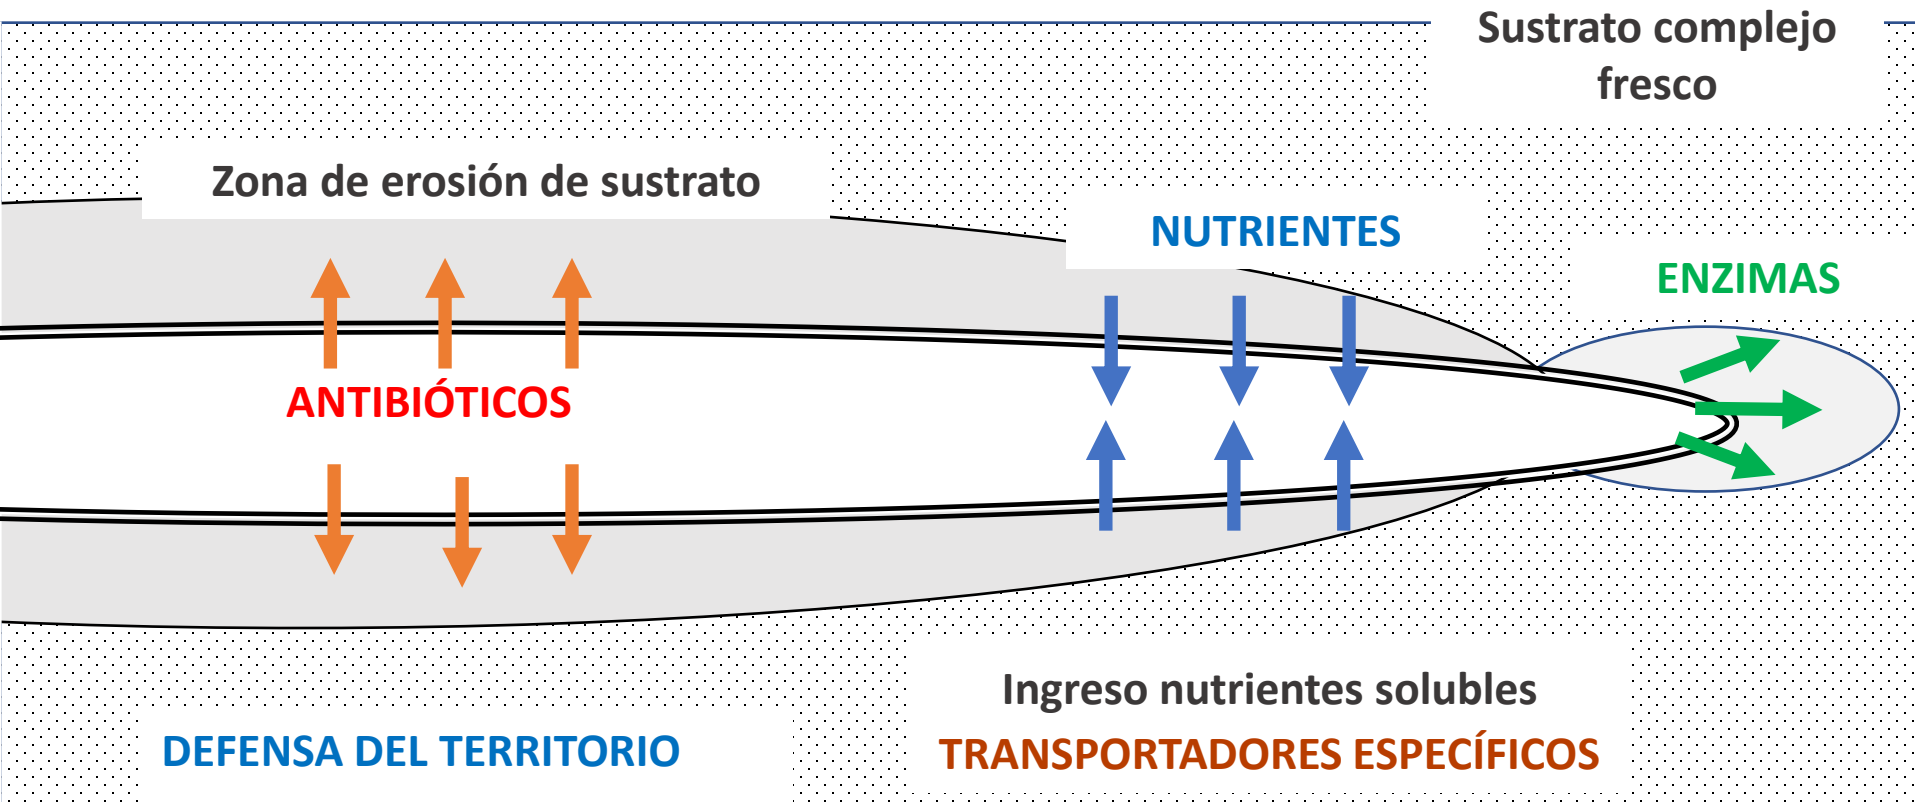 Sustrato complejo
fresco
Zona de erosión de sustrato
NUTRIENTES
ENZIMAS
ANTIBIÓTICOS
Ingreso nutrientes solubles
DEFENSA DEL TERRITORIO
TRANSPORTADORES ESPECÍFICOS